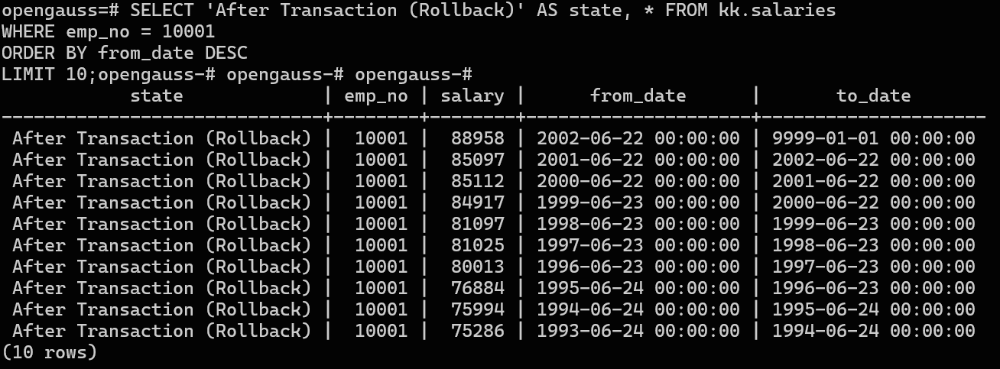 opengauss=# SELECT 'After Transaction (Rollback)' AS state, * FROM kk.salaries
WHERE emp_no = 10001
ORDER BY from_date DESC
LIMIT 10;opengauss-# opengauss-# opengauss-#
            state              | emp_no | salary |      from_date      |       to_date
-------------------------------+--------+--------+---------------------+---------------------
 After Transaction (Rollback) |  10001 |  88958 | 2002-06-22 00:00:00 | 9999-01-01 00:00:00
 After Transaction (Rollback) |  10001 |  85097 | 2001-06-22 00:00:00 | 2002-06-22 00:00:00
 After Transaction (Rollback) |  10001 |  85112 | 2000-06-22 00:00:00 | 2001-06-22 00:00:00
 After Transaction (Rollback) |  10001 |  84917 | 1999-06-23 00:00:00 | 2000-06-22 00:00:00
 After Transaction (Rollback) |  10001 |  81097 | 1998-06-23 00:00:00 | 1999-06-23 00:00:00
 After Transaction (Rollback) |  10001 |  81025 | 1997-06-23 00:00:00 | 1998-06-23 00:00:00
 After Transaction (Rollback) |  10001 |  80013 | 1996-06-23 00:00:00 | 1997-06-23 00:00:00
 After Transaction (Rollback) |  10001 |  76884 | 1995-06-24 00:00:00 | 1996-06-23 00:00:00
 After Transaction (Rollback) |  10001 |  75994 | 1994-06-24 00:00:00 | 1995-06-24 00:00:00
 After Transaction (Rollback) |  10001 |  75286 | 1993-06-24 00:00:00 | 1994-06-24 00:00:00
(10 rows)